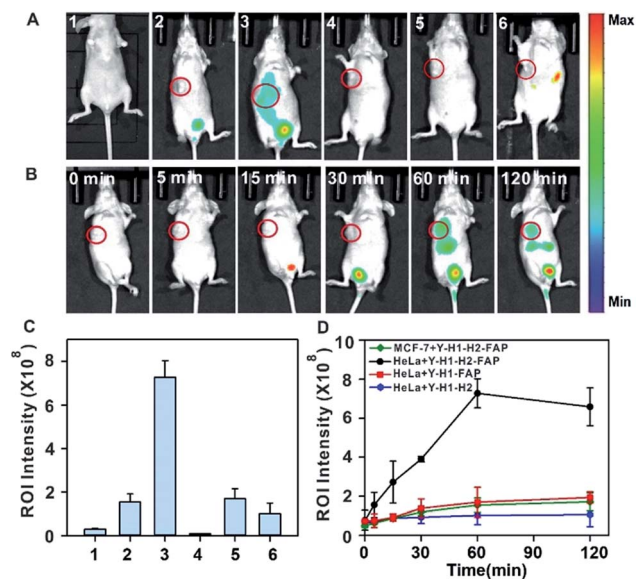 A
1
2
3
4
5
6
Max
B
0 min
5 min
15 min
30 min
60 min
120 min
Min
C
ROI Intensity (X10⁸)
8
6
4
2
0
1
2
3
4
5
6
D
ROI Intensity (X10⁸)
10
8
6
4
2
0
MCF-7+Y-H1-H2-FAP
HeLa+Y-H1-H2-FAP
HeLa+Y-H1-FAP
HeLa+Y-H1-H2
0
30
60
90
120
Time(min)